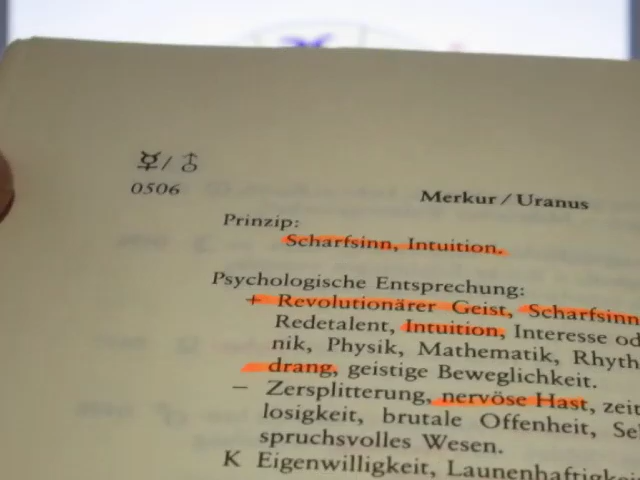 ☿/ ⛢
0506
Merkur / Uranus
Prinzip:
Scharfsinn, Intuition.
Psychologische Entsprechung:
+ Revolutionärer Geist, Scharfsinn
Redetalent, Intuition, Interesse od
nik, Physik, Mathematik, Rhyth
drang, geistige Beweglichkeit.
– Zersplitterung, nervöse Hast, zeit
losigkeit, brutale Offenheit, Se
spruchsvolles Wesen.
K Eigenwilligkeit, Launenhaftigkei